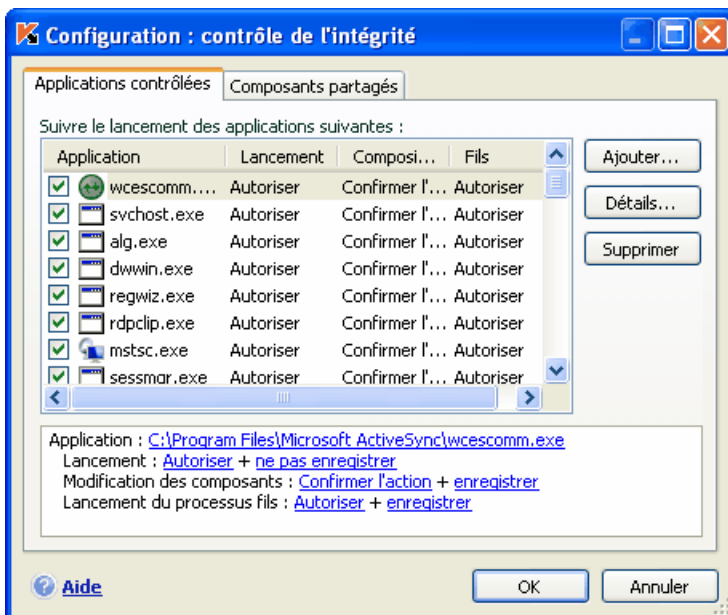 Configuration : contrôle de l'intégrité
Applications contrôlées Composants partagés
Suivre le lancement des applications suivantes :
Application Lancement Composi... Fils
wcescomm.... Autoriser Confirmer l'... Autoriser
svchost.exe Autoriser Confirmer l'... Autoriser
alg.exe Autoriser Confirmer l'... Autoriser
dwwin.exe Autoriser Confirmer l'... Autoriser
regwiz.exe Autoriser Confirmer l'... Autoriser
rdpclip.exe Autoriser Confirmer l'... Autoriser
mstsc.exe Autoriser Confirmer l'... Autoriser
sessmgr.exe Autoriser Confirmer l'... Autoriser
Ajouter...
Détails...
Supprimer
Application : C:\Program Files\Microsoft ActiveSync\wcescomm.exe
Lancement : Autoriser + ne pas enregistrer
Modification des composants : Confirmer l'action + enregistrer
Lancement du processus fils : Autoriser + enregistrer
Aide OK Annuler